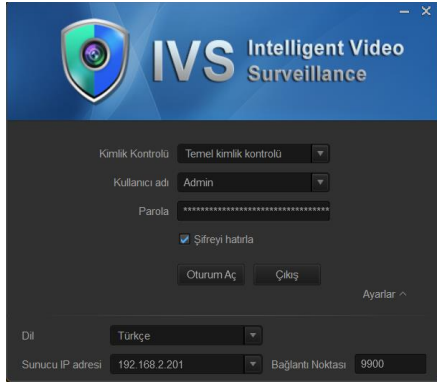 IVS Intelligent Video Surveillance
Kimlik Kontrolü Temel kimlik kontrolü
Kullanıcı adı Admin
Parola **********************************
Şifreyi hatırla
Oturum Aç Çıkış
Ayarlar
Dil Türkçe
Sunucu IP adresi 192.168.2.201 Bağlantı Noktası 9900